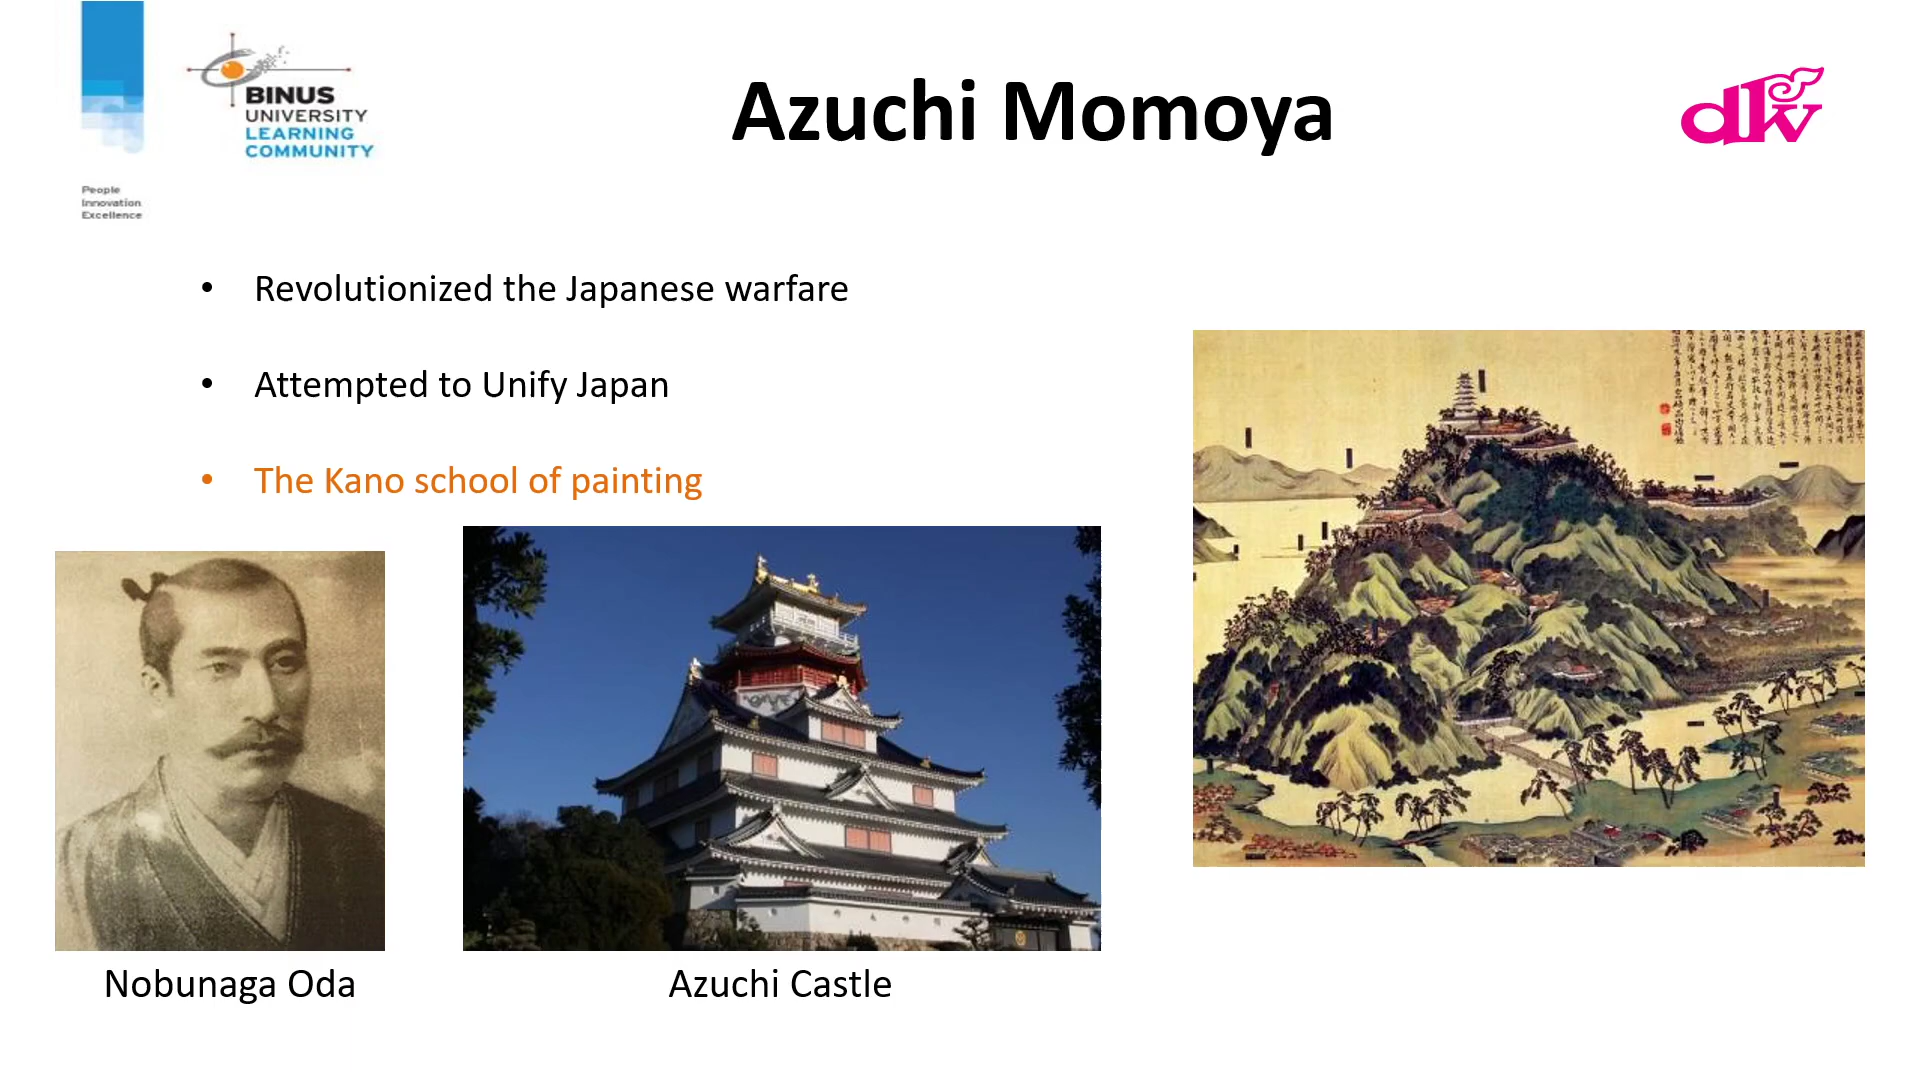 BINUS
UNIVERSITY
LEARNING
COMMUNITY
People
Innovation
Excellence
Azuchi Momoya
dkv
• Revolutionized the Japanese warfare
• Attempted to Unify Japan
• The Kano school of painting
Nobunaga Oda
Azuchi Castle